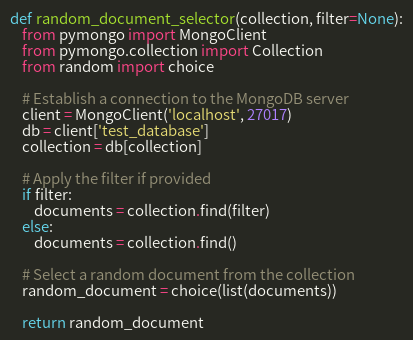 def random_document_selector(collection, filter=None):
from pymongo import MongoClient
from pymongo.collection import Collection
from random import choice
# Establish a connection to the MongoDB server
client = MongoClient('localhost', 27017)
db = client['test_database']
collection = db[collection]
# Apply the filter if provided
if filter:
documents = collection.find(filter)
else:
documents = collection.find()
# Select a random document from the collection
random_document = choice(list(documents))
return random_document